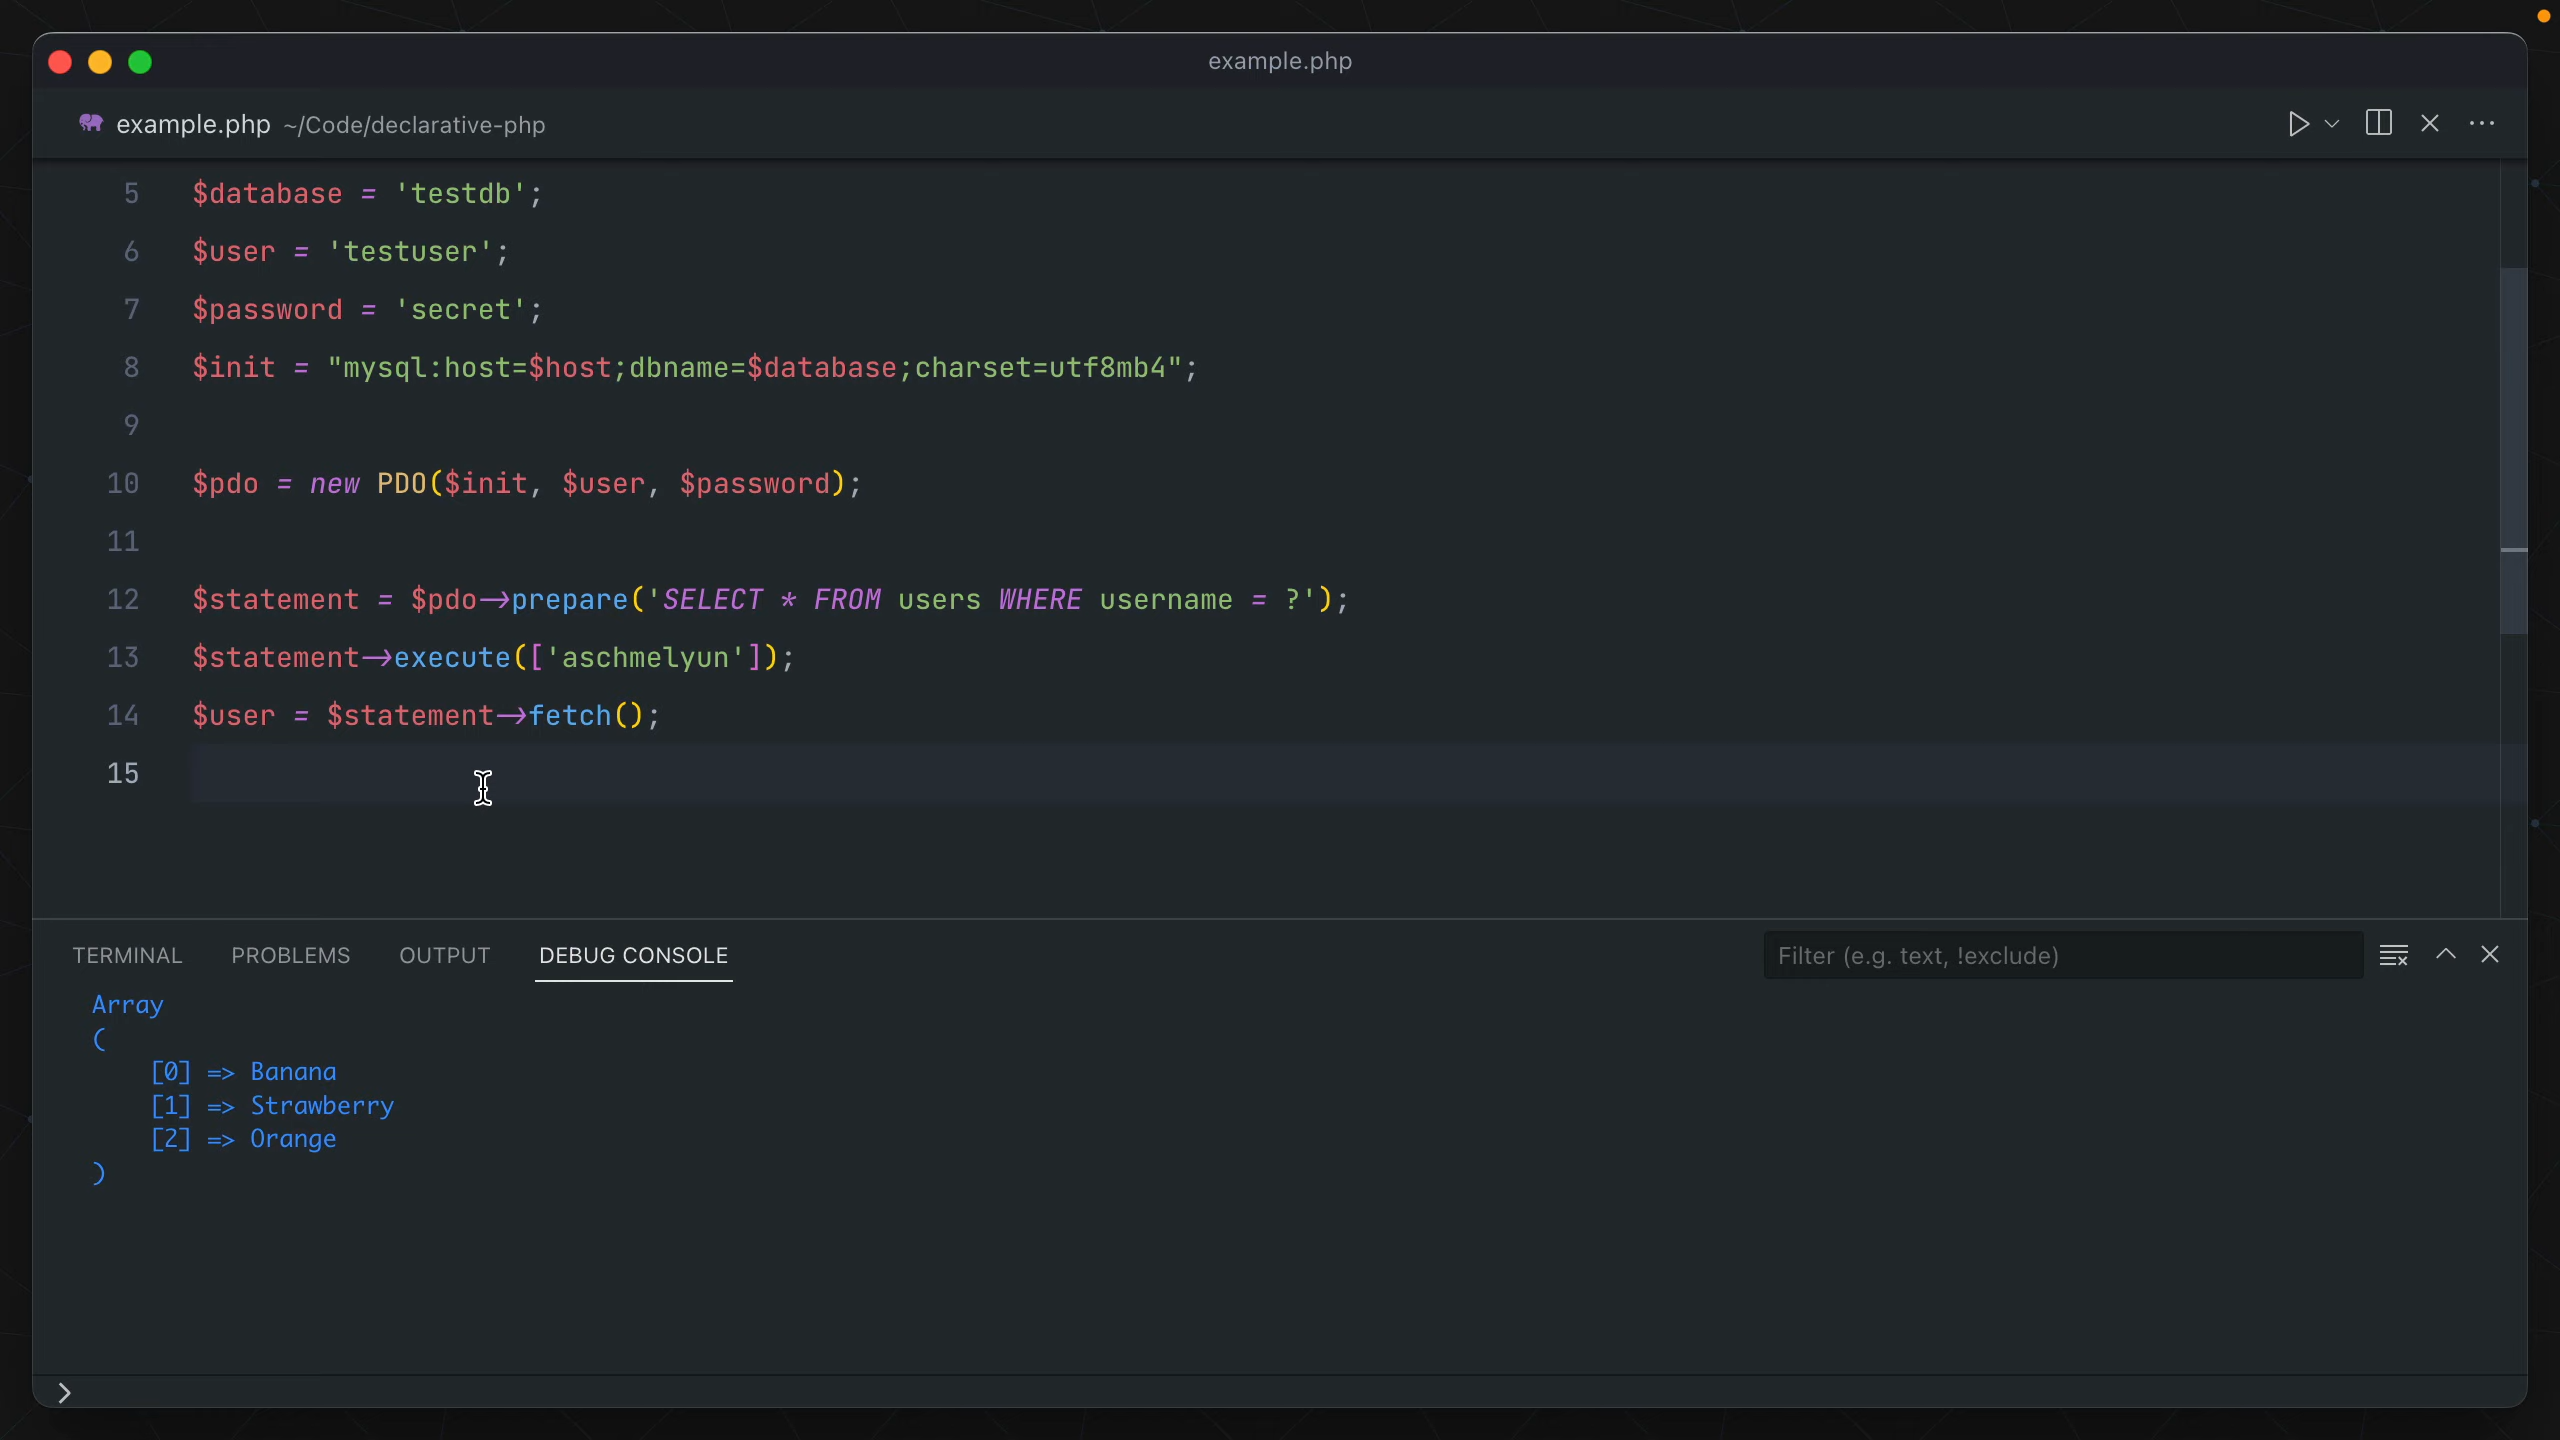 example.php
example.php ~/Code/declarative-php
5 $database = 'testdb';
6 $user = 'testuser';
7 $password = 'secret';
8 $init = "mysql:host=$host;dbname=$database;charset=utf8mb4";
9
10 $pdo = new PDO($init, $user, $password);
11
12 $statement = $pdo->prepare('SELECT * FROM users WHERE username = ?');
13 $statement->execute(['aschmelyun']);
14 $user = $statement->fetch();
15
TERMINAL PROBLEMS OUTPUT DEBUG CONSOLE Filter (e.g. text, !exclude)
Array
(
[0] => Banana
[1] => Strawberry
[2] => Orange
)